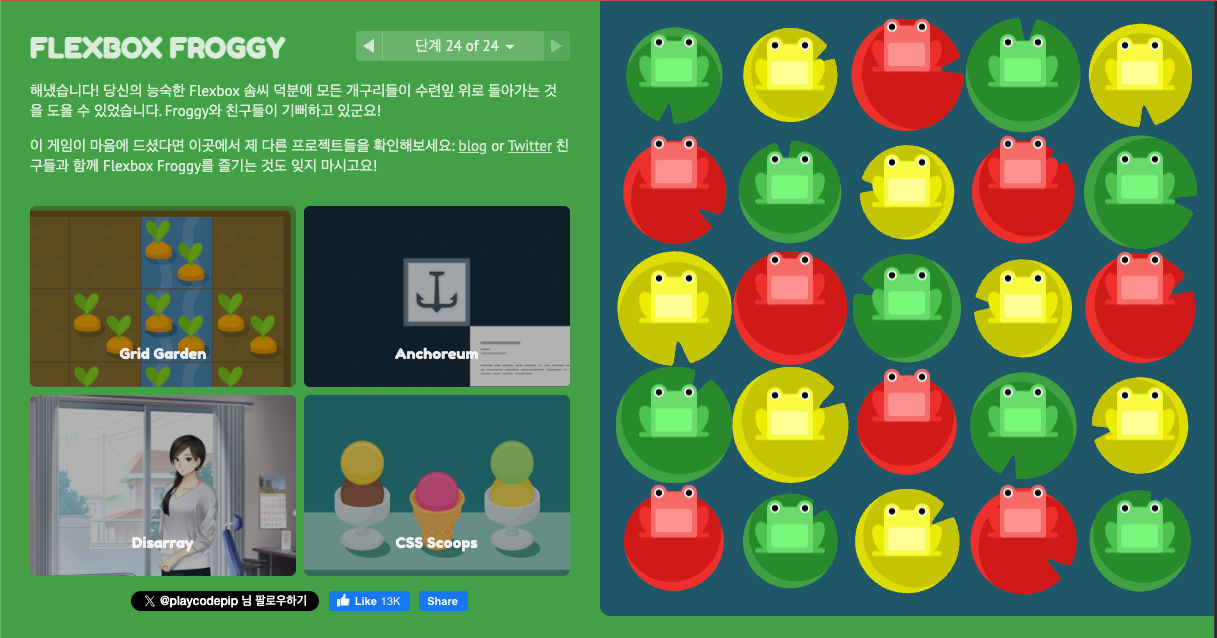 FLEXBOX FROGGY
단계 24 of 24
해냈습니다! 당신의 능숙한 Flexbox 솜씨 덕분에 모든 개구리들이 수련잎 위로 돌아가는 것
을 도울 수 있었습니다. Froggy와 친구들이 기뻐하고 있군요!
이 게임이 마음에 드셨다면 이곳에서 제 다른 프로젝트들을 확인해보세요: blog or Twitter 친
구들과 함께 Flexbox Froggy를 즐기는 것도 잊지 마시고요!
Grid Garden
Anchoreum
Disarray
CSS Scoops
X @playcodepip 님 팔로우하기
Like 13K
Share